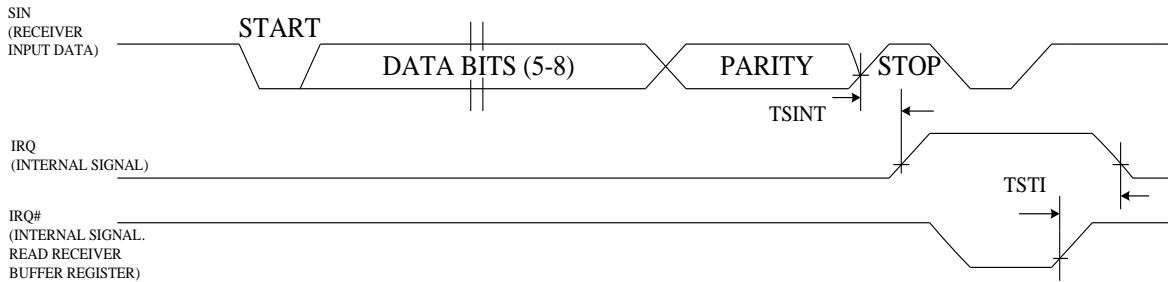 SIN
(RECEIVER
INPUT DATA)
START
DATA BITS (5-8)
PARITY
STOP
TSINT
IRQ
(INTERNAL SIGNAL)
TSTI
IRQ#
(INTERNAL SIGNAL.
READ RECEIVER
BUFFER REGISTER)